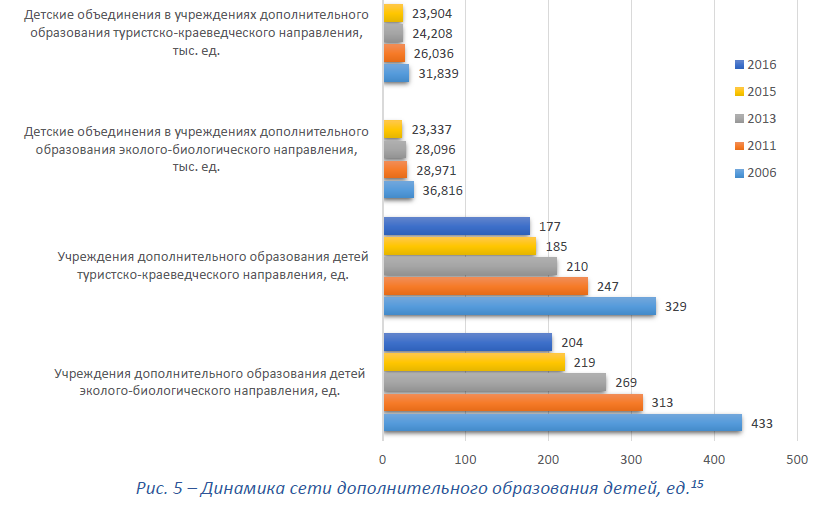 Детские объединения в учреждениях дополнительного
образования туристско-краеведческого направления,
тыс. ед.
23,904
24,208
26,036
31,839
2016
2015
2013
2011
2006
Детские объединения в учреждениях дополнительного
образования эколого-биологического направления,
тыс. ед.
23,337
28,096
28,971
36,816
Учреждения дополнительного образования детей
туристско-краеведческого направления, ед.
177
185
210
247
329
Учреждения дополнительного образования детей
эколого-биологического направления, ед.
204
219
269
313
433
0 100 200 300 400 500
Рис. 5 – Динамика сети дополнительного образования детей, ед.¹⁵